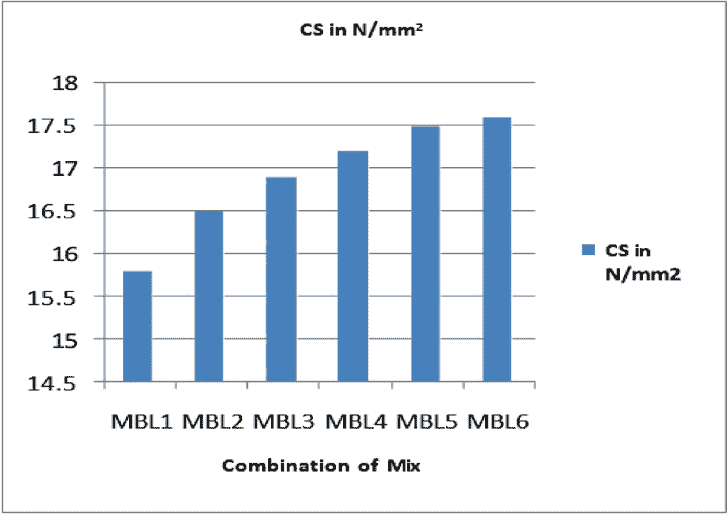 CS in N/mm²
18
17.5
17
16.5
16
15.5
15
14.5
MBL1 MBL2 MBL3 MBL4 MBL5 MBL6
Combination of Mix
CS in
N/mm2